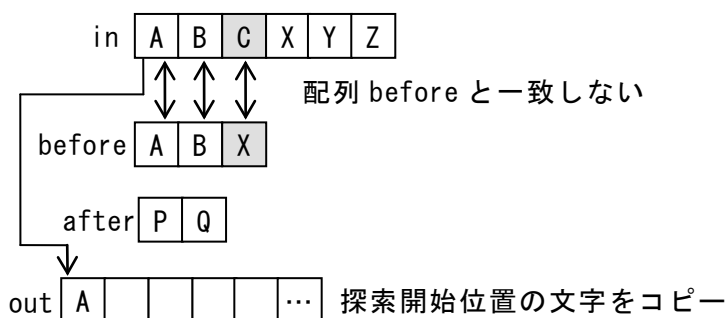 in A B C X Y Z
配列 before と一致しない
before A B X
after P Q
out A … 探索開始位置の文字をコピー